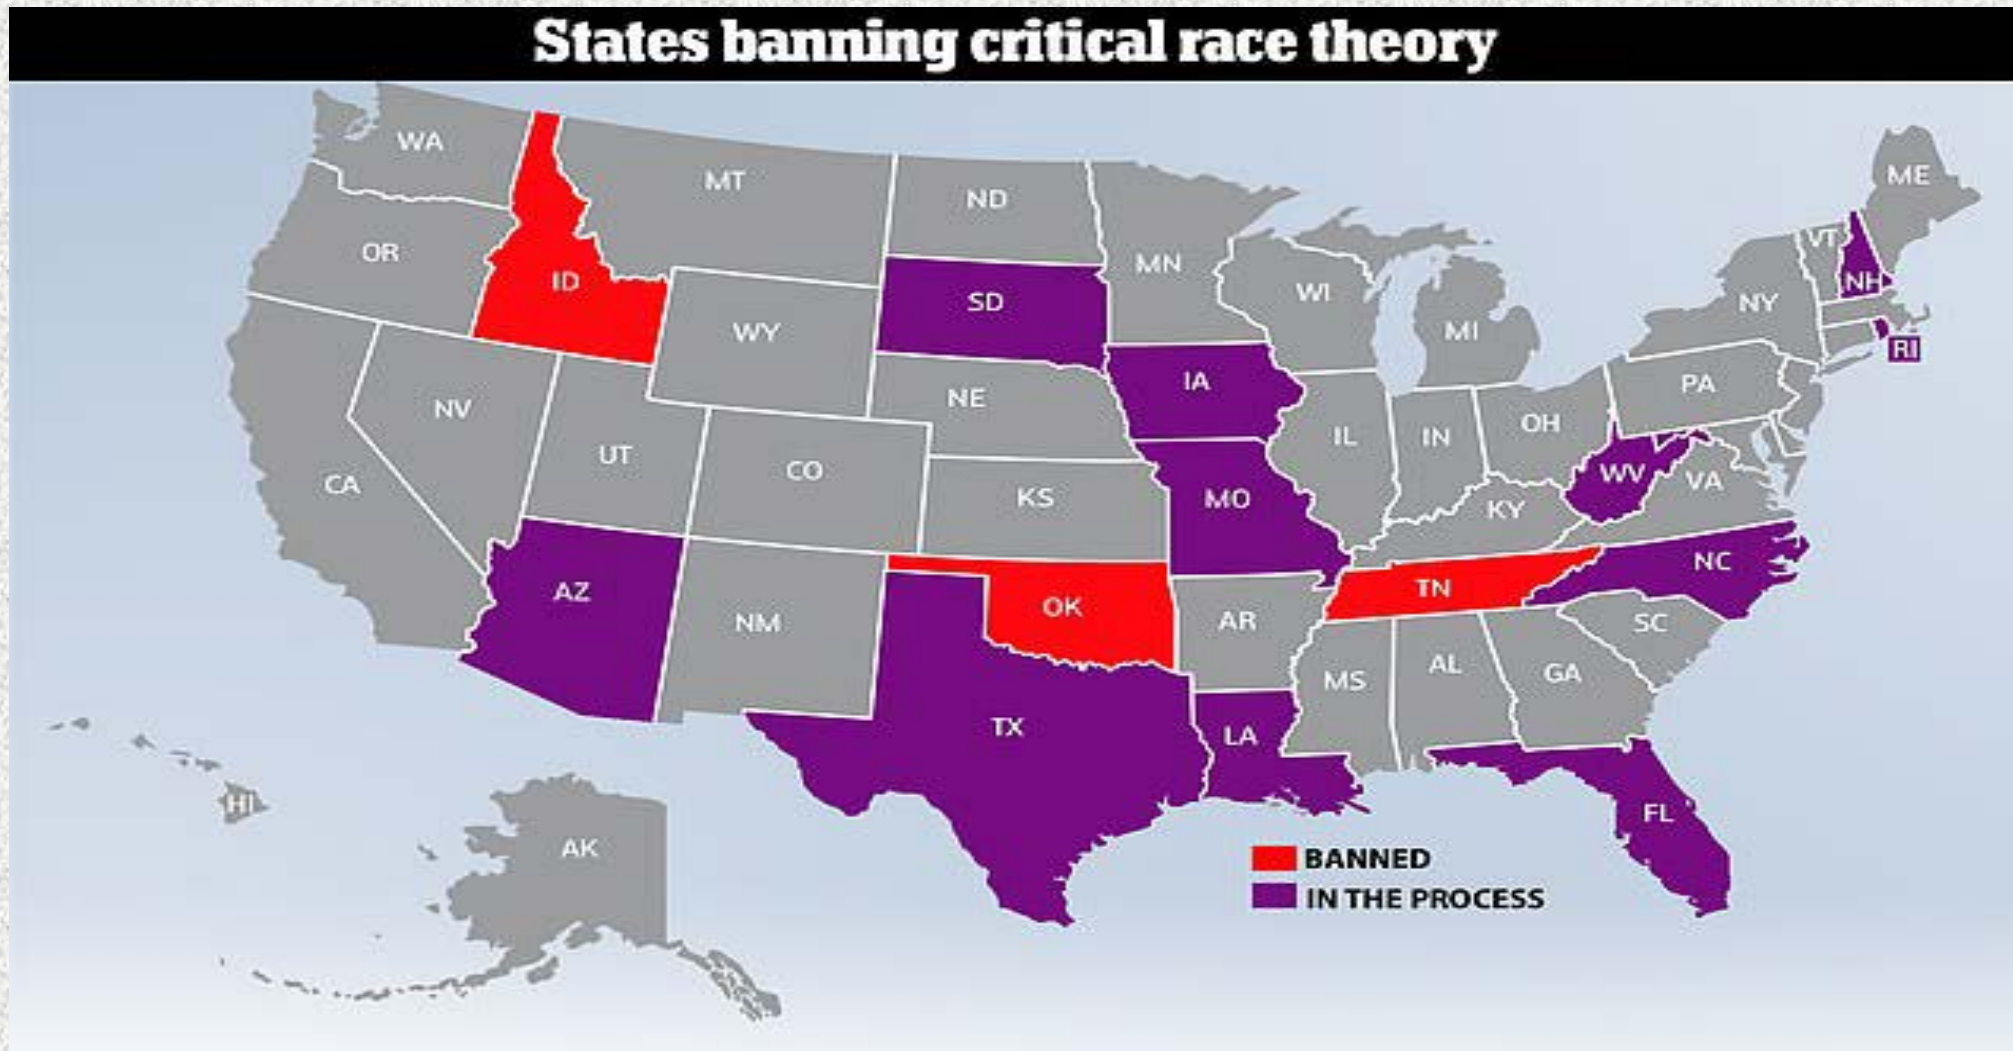 States banning critical race theory
WA
MT
ND
ME
OR
ID
MN
VT
SD
WI
NH
NY
WY
MI
RI
IA
PA
NE
NV
OH
IL
IN
UT
CO
WV
CA
VA
KS
MO
KY
NC
AZ
TN
OK
NM
AR
SC
MS
AL
GA
TX
LA
HI
FL
AK
BANNED
IN THE PROCESS